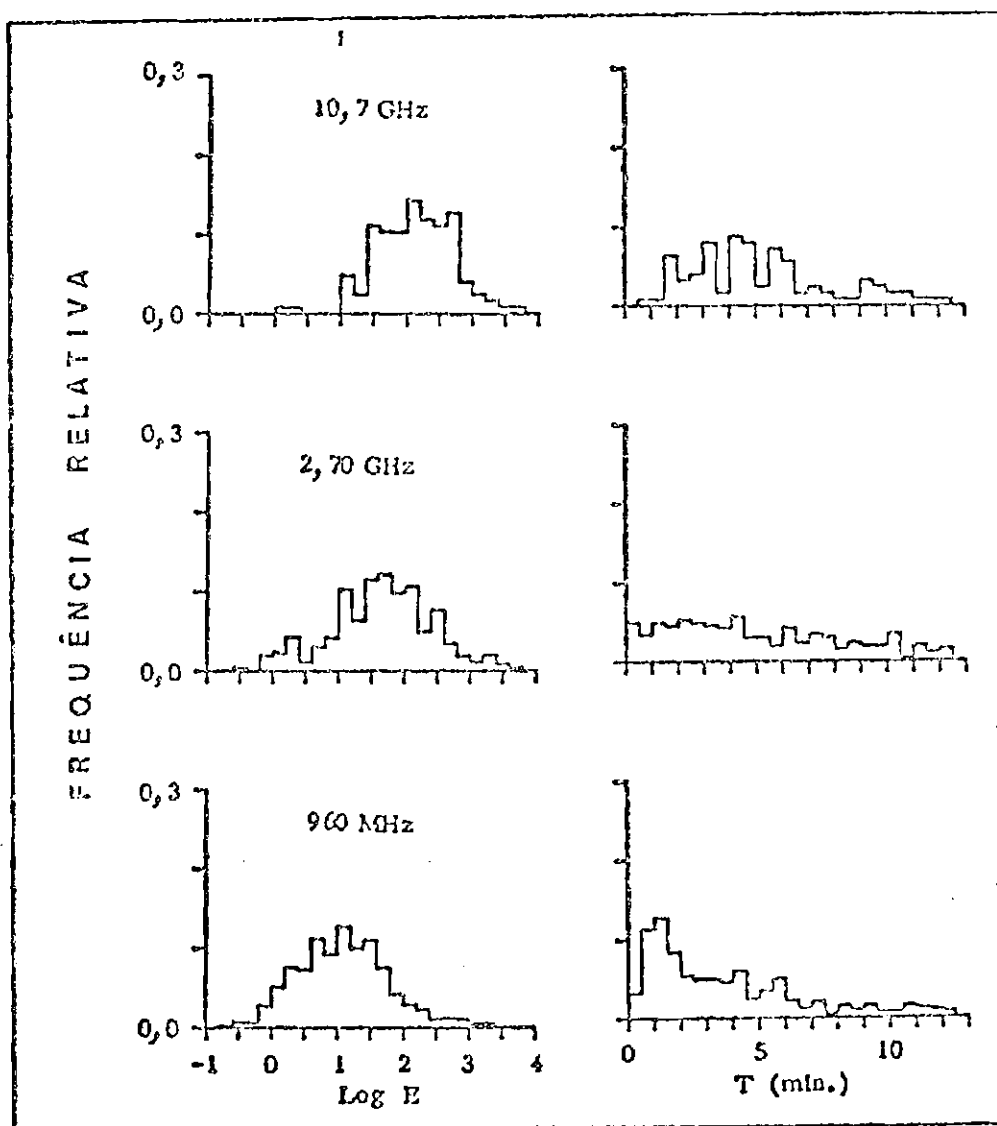 0,3
10,7 GHz
0,0
FREQUÊNCIA RELATIVA
0,3
2,70 GHz
0,0
0,3
960 MHz
0,0
-1 0 1 2 3 4
Log E
0 5 10
T (min.)